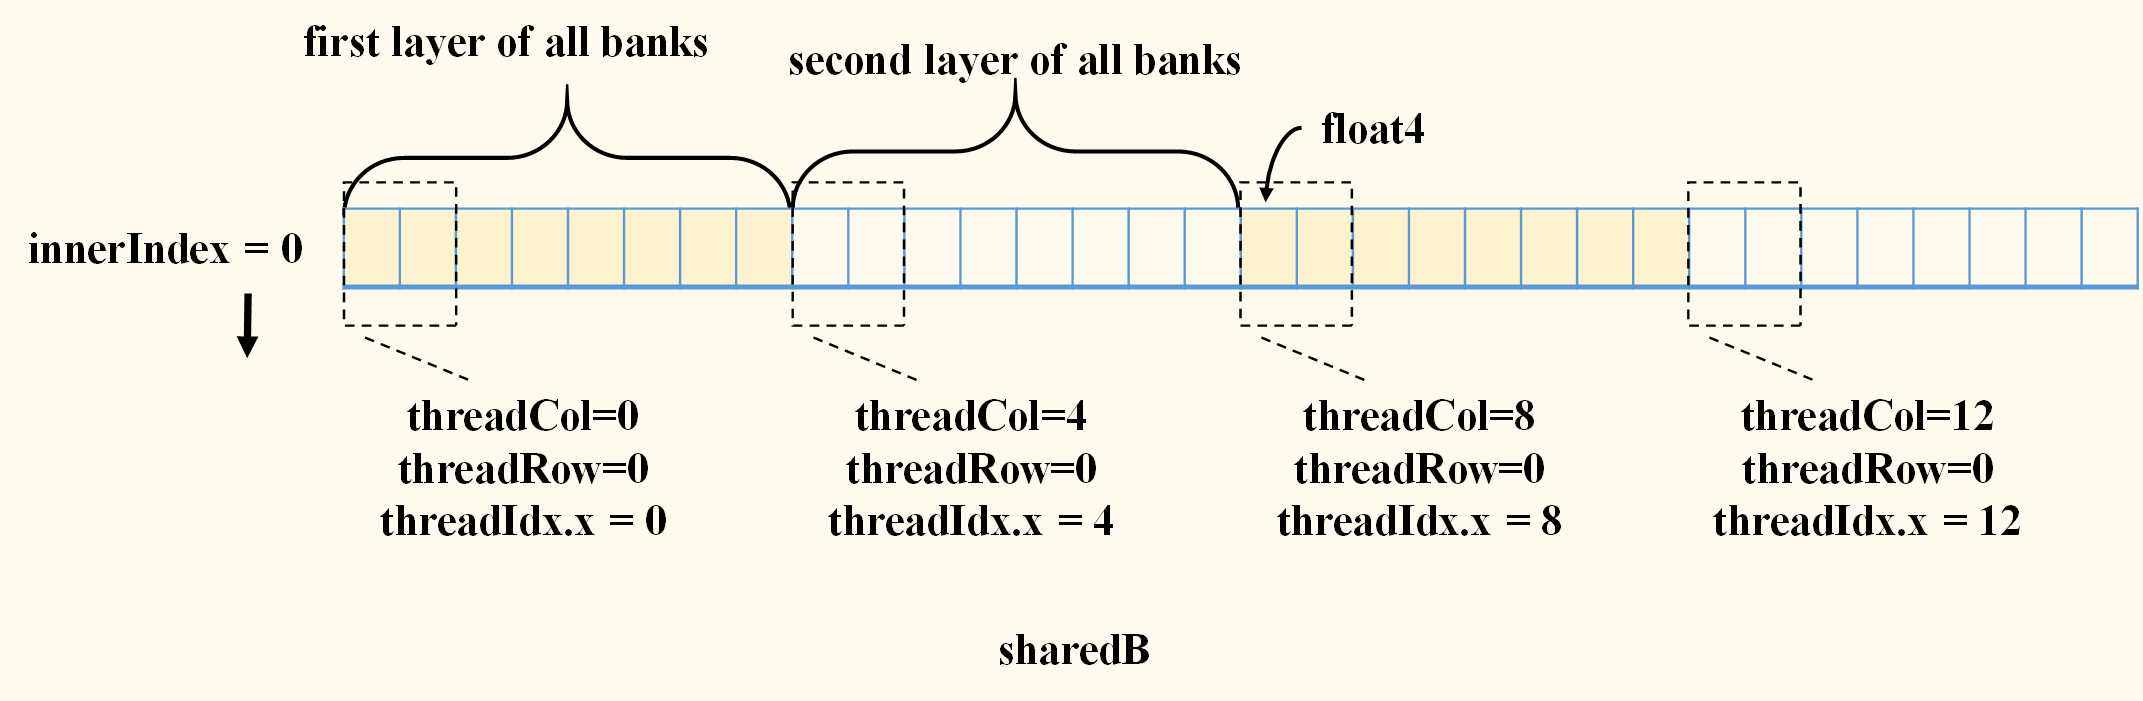 first layer of all banks
second layer of all banks
float4
innerIndex = 0
threadCol=0
threadRow=0
threadIdx.x = 0
threadCol=4
threadRow=0
threadIdx.x = 4
threadCol=8
threadRow=0
threadIdx.x = 8
threadCol=12
threadRow=0
threadIdx.x = 12
sharedB